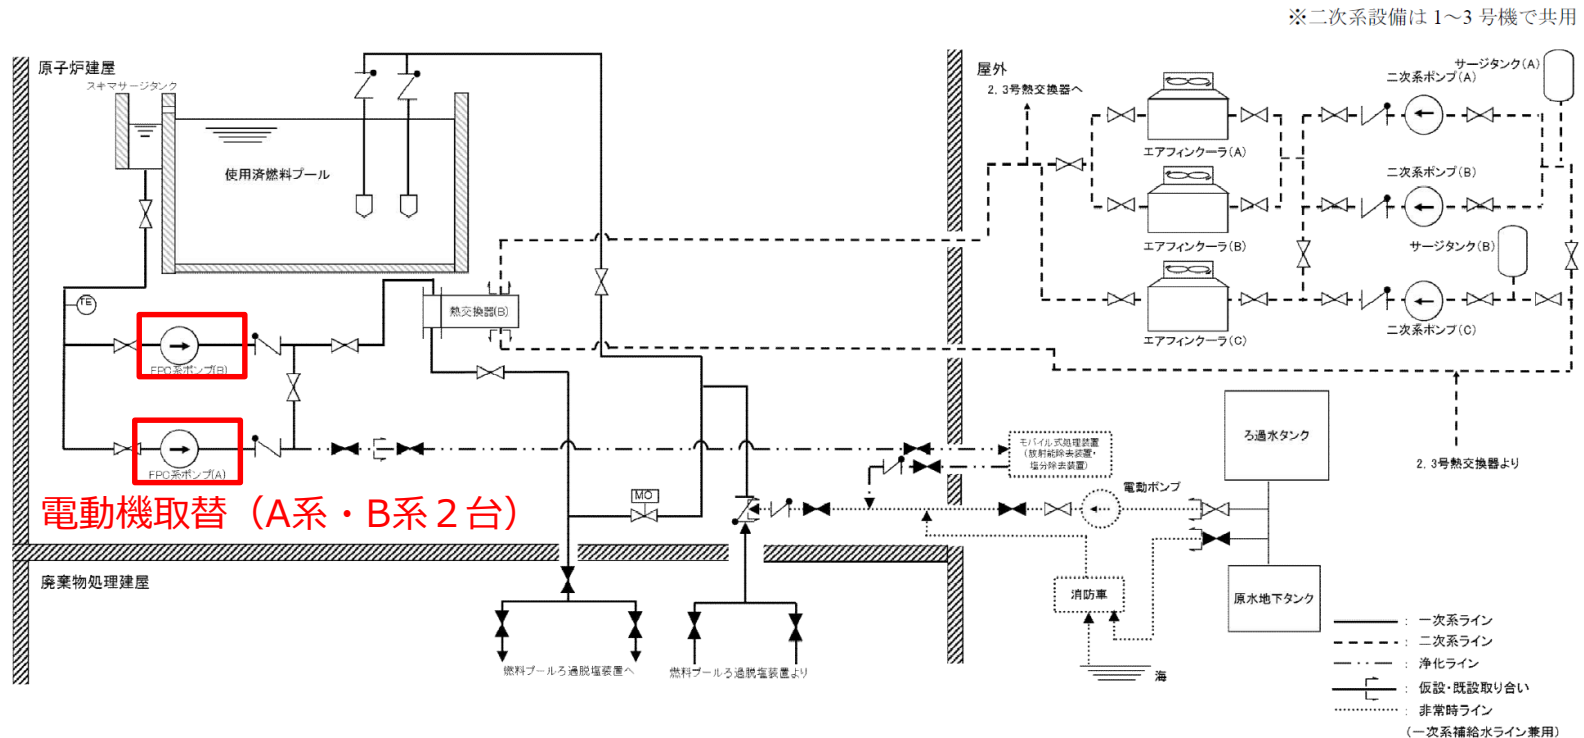 ※二次系設備は 1～3 号機で共用
原子炉建屋
スキマサージタンク
使用済燃料プール
TE
熱交換器(B)
FPC系ポンプ(B)
FPC系ポンプ(A)
電動機取替（A系・B系２台）
MO
屋外
2, 3号熱交換器へ
エアフィンクーラ(A)
エアフィンクーラ(B)
エアフィンクーラ(C)
二次系ポンプ(A)
サージタンク(A)
二次系ポンプ(B)
サージタンク(B)
二次系ポンプ(C)
モバイル式処理装置
(放射能除去装置・
塩分除去装置)
電動ポンプ
ろ過水タンク
2, 3号熱交換器より
消防車
原水地下タンク
海
廃棄物処理建屋
燃料プールろ過脱塩装置へ
燃料プールろ過脱塩装置より
： 一次系ライン
： 二次系ライン
： 浄化ライン
： 仮設・既設取り合い
： 非常時ライン
(一次系補給水ライン兼用)